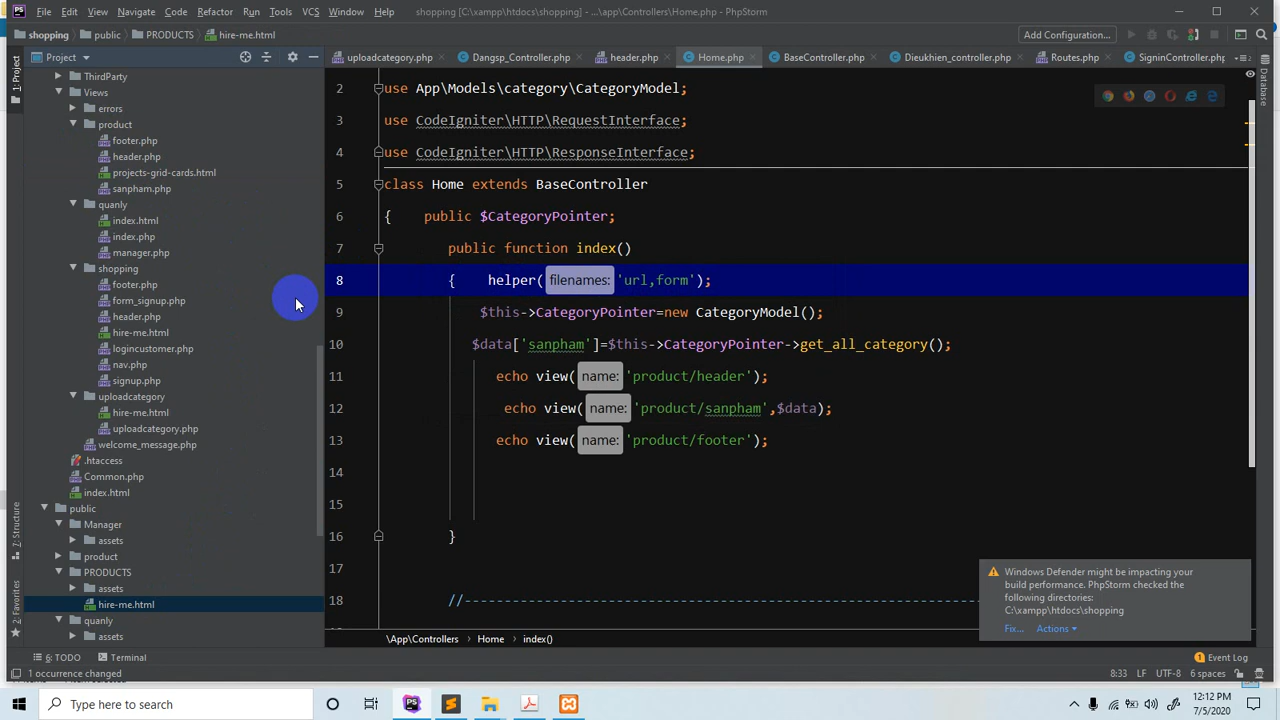 File Edit View Navigate Code Refactor Run Tools VCS Window Help shopping [C:\xampp\htdocs\shopping] - ...\app\Controllers\Home.php - PhpStorm
shopping public PRODUCTS hire-me.html Add Configuration...
Project uploadcategory.php Dangsp_Controller.php header.php Home.php BaseController.php Dieukhien_controller.php Routes.php SigninController.php
1: Project
Database
7: Structure
2: Favorites
ThirdParty
Views
errors
product
footer.php
header.php
projects-grid-cards.html
sanpham.php
quanly
index.html
index.php
manager.php
shopping
footer.php
form_signup.php
header.php
hire-me.html
logincustomer.php
nav.php
signup.php
uploadcategory
hire-me.html
uploadcategory.php
welcome_message.php
.htaccess
Common.php
index.html
public
Manager
assets
product
PRODUCTS
assets
hire-me.html
quanly
assets
2 use App\Models\category\CategoryModel;
3 use CodeIgniter\HTTP\RequestInterface;
4 use CodeIgniter\HTTP\ResponseInterface;
5 class Home extends BaseController
6 { public $CategoryPointer;
7 public function index()
8 { helper( filenames: 'url,form');
9 $this->CategoryPointer=new CategoryModel();
10 $data['sanpham']=$this->CategoryPointer->get_all_category();
11 echo view( name: 'product/header');
12 echo view( name: 'product/sanpham',$data);
13 echo view( name: 'product/footer');
14
15
16 }
17
18 //----------------------------------------------------------------
Windows Defender might be impacting your
build performance. PhpStorm checked the
following directories:
C:\xampp\htdocs\shopping
Fix... Actions
\App\Controllers Home index()
6: TODO Terminal 1 Event Log
1 occurrence changed 8:33 LF UTF-8 6 spaces
Type here to search
12:12 PM
7/5/2020